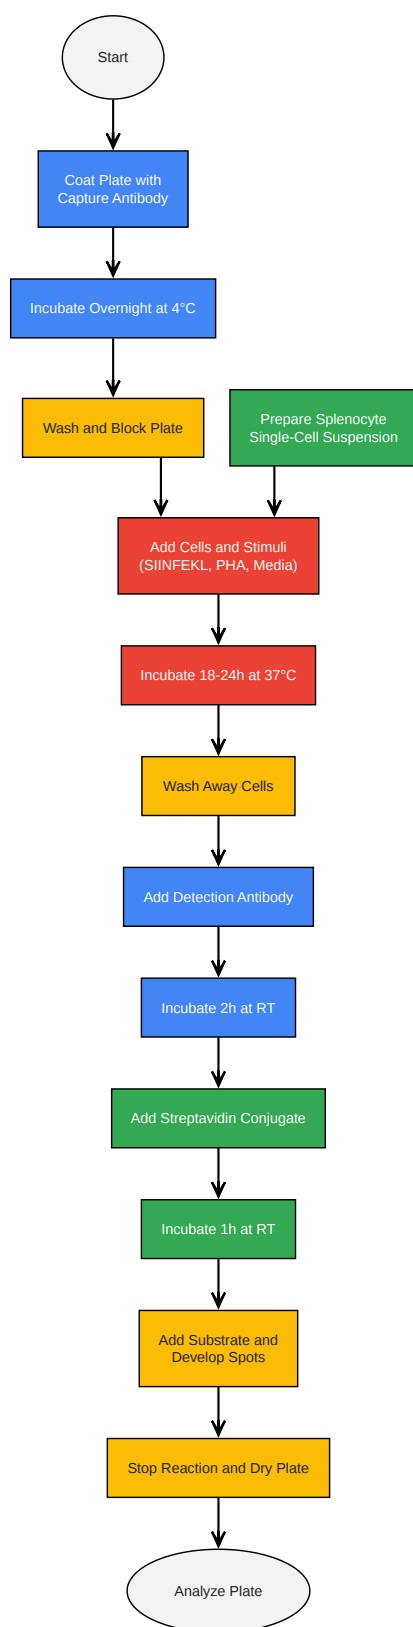 Start
Coat Plate with
Capture Antibody
Incubate Overnight at 4°C
Wash and Block Plate
Prepare Splenocyte
Single-Cell Suspension
Add Cells and Stimuli
(SIINFEKL, PHA, Media)
Incubate 18-24h at 37°C
Wash Away Cells
Add Detection Antibody
Incubate 2h at RT
Add Streptavidin Conjugate
Incubate 1h at RT
Add Substrate and
Develop Spots
Stop Reaction and Dry Plate
Analyze Plate